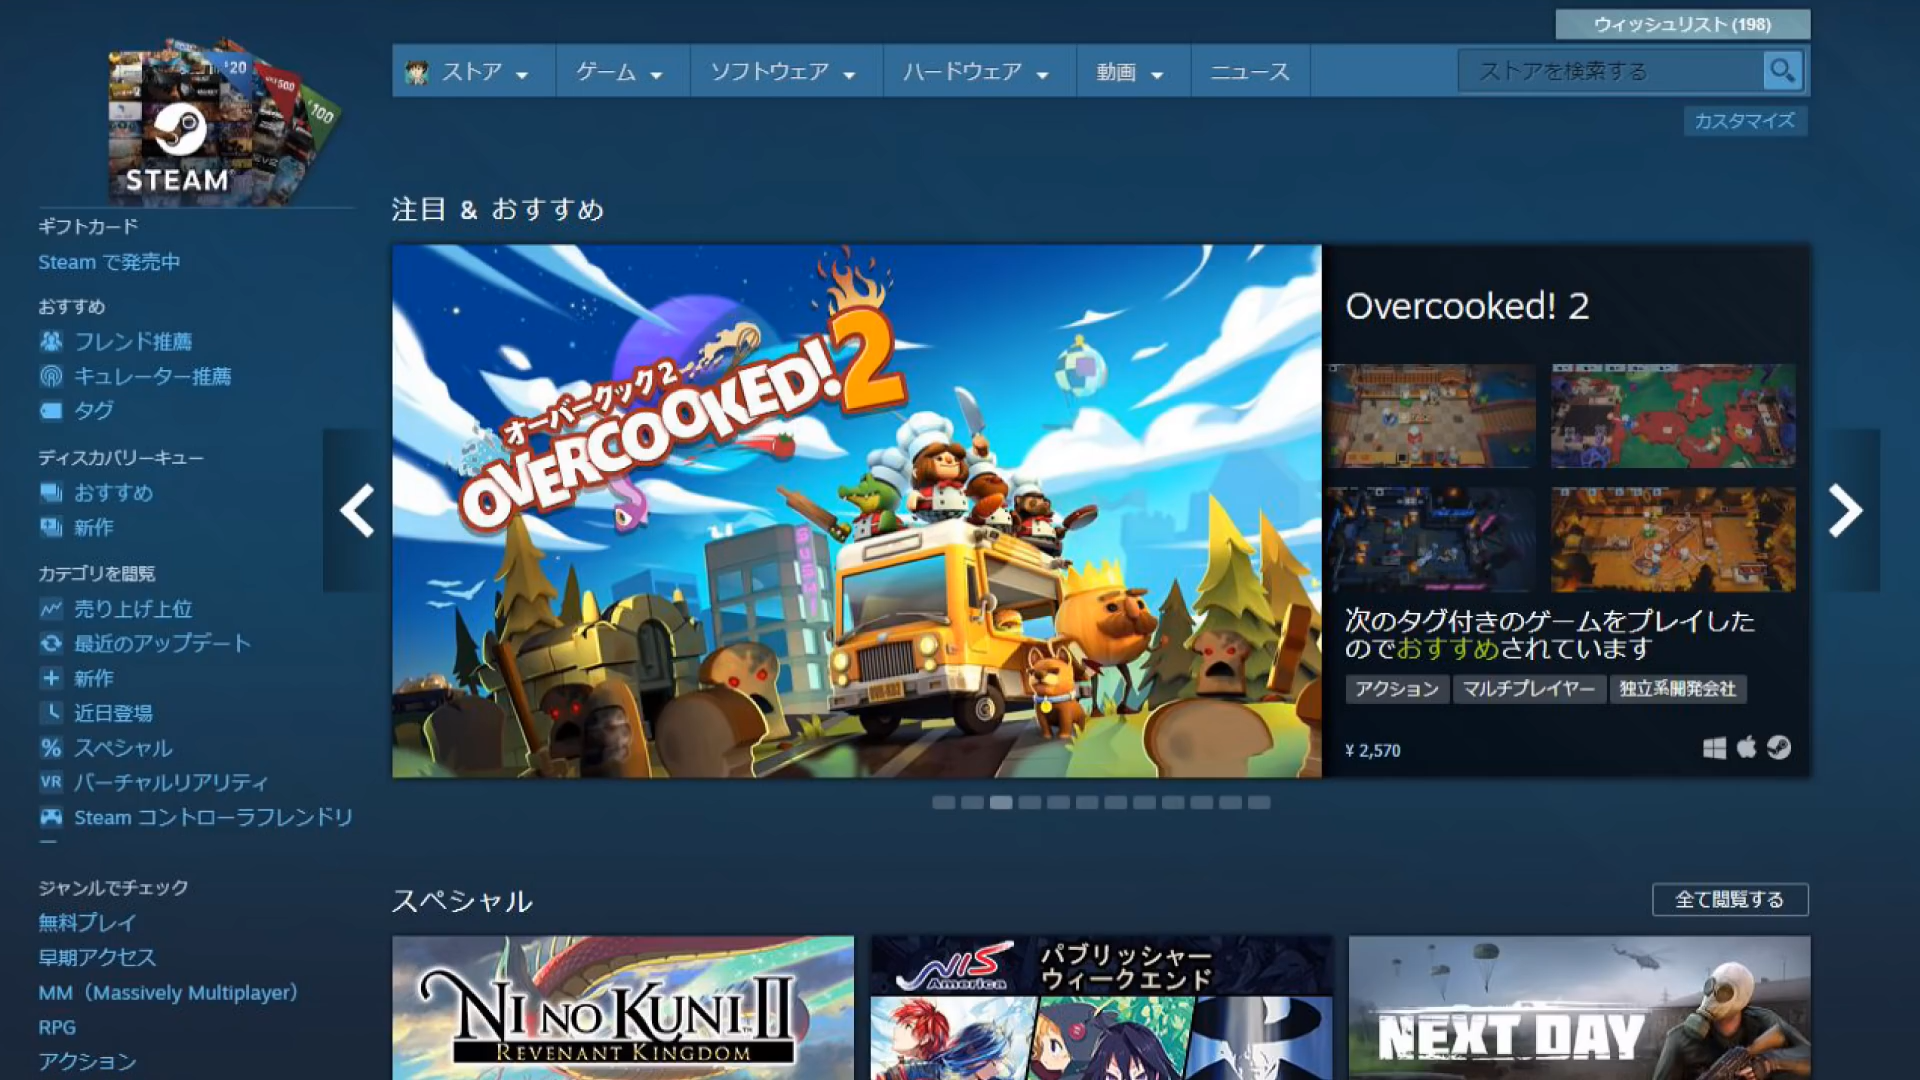 ウィッシュリスト (198)
ストア
ゲーム
ソフトウェア
ハードウェア
動画
ニュース
ストアを検索する
カスタマイズ
$20
500
100
STEAM
ギフトカード
Steam で発売中
おすすめ
フレンド推薦
キュレーター推薦
タグ
ディスカバリーキュー
おすすめ
新作
カテゴリを閲覧
売り上げ上位
最近のアップデート
新作
近日登場
% スペシャル
VR バーチャルリアリティ
Steam コントローラフレンドリ
ー
ジャンルでチェック
無料プレイ
早期アクセス
MM（Massively Multiplayer）
RPG
アクション
注目 & おすすめ
オーバークック2
OVERCOOKED! 2
Overcooked! 2
次のタグ付きのゲームをプレイした
のでおすすめされています
アクション
マルチプレイヤー
独立系開発会社
¥ 2,570
スペシャル
全て閲覧する
NI NO KUNI II
REVENANT KINGDOM
NIS
America
パブリッシャー
ウィークエンド
NEXT DAY